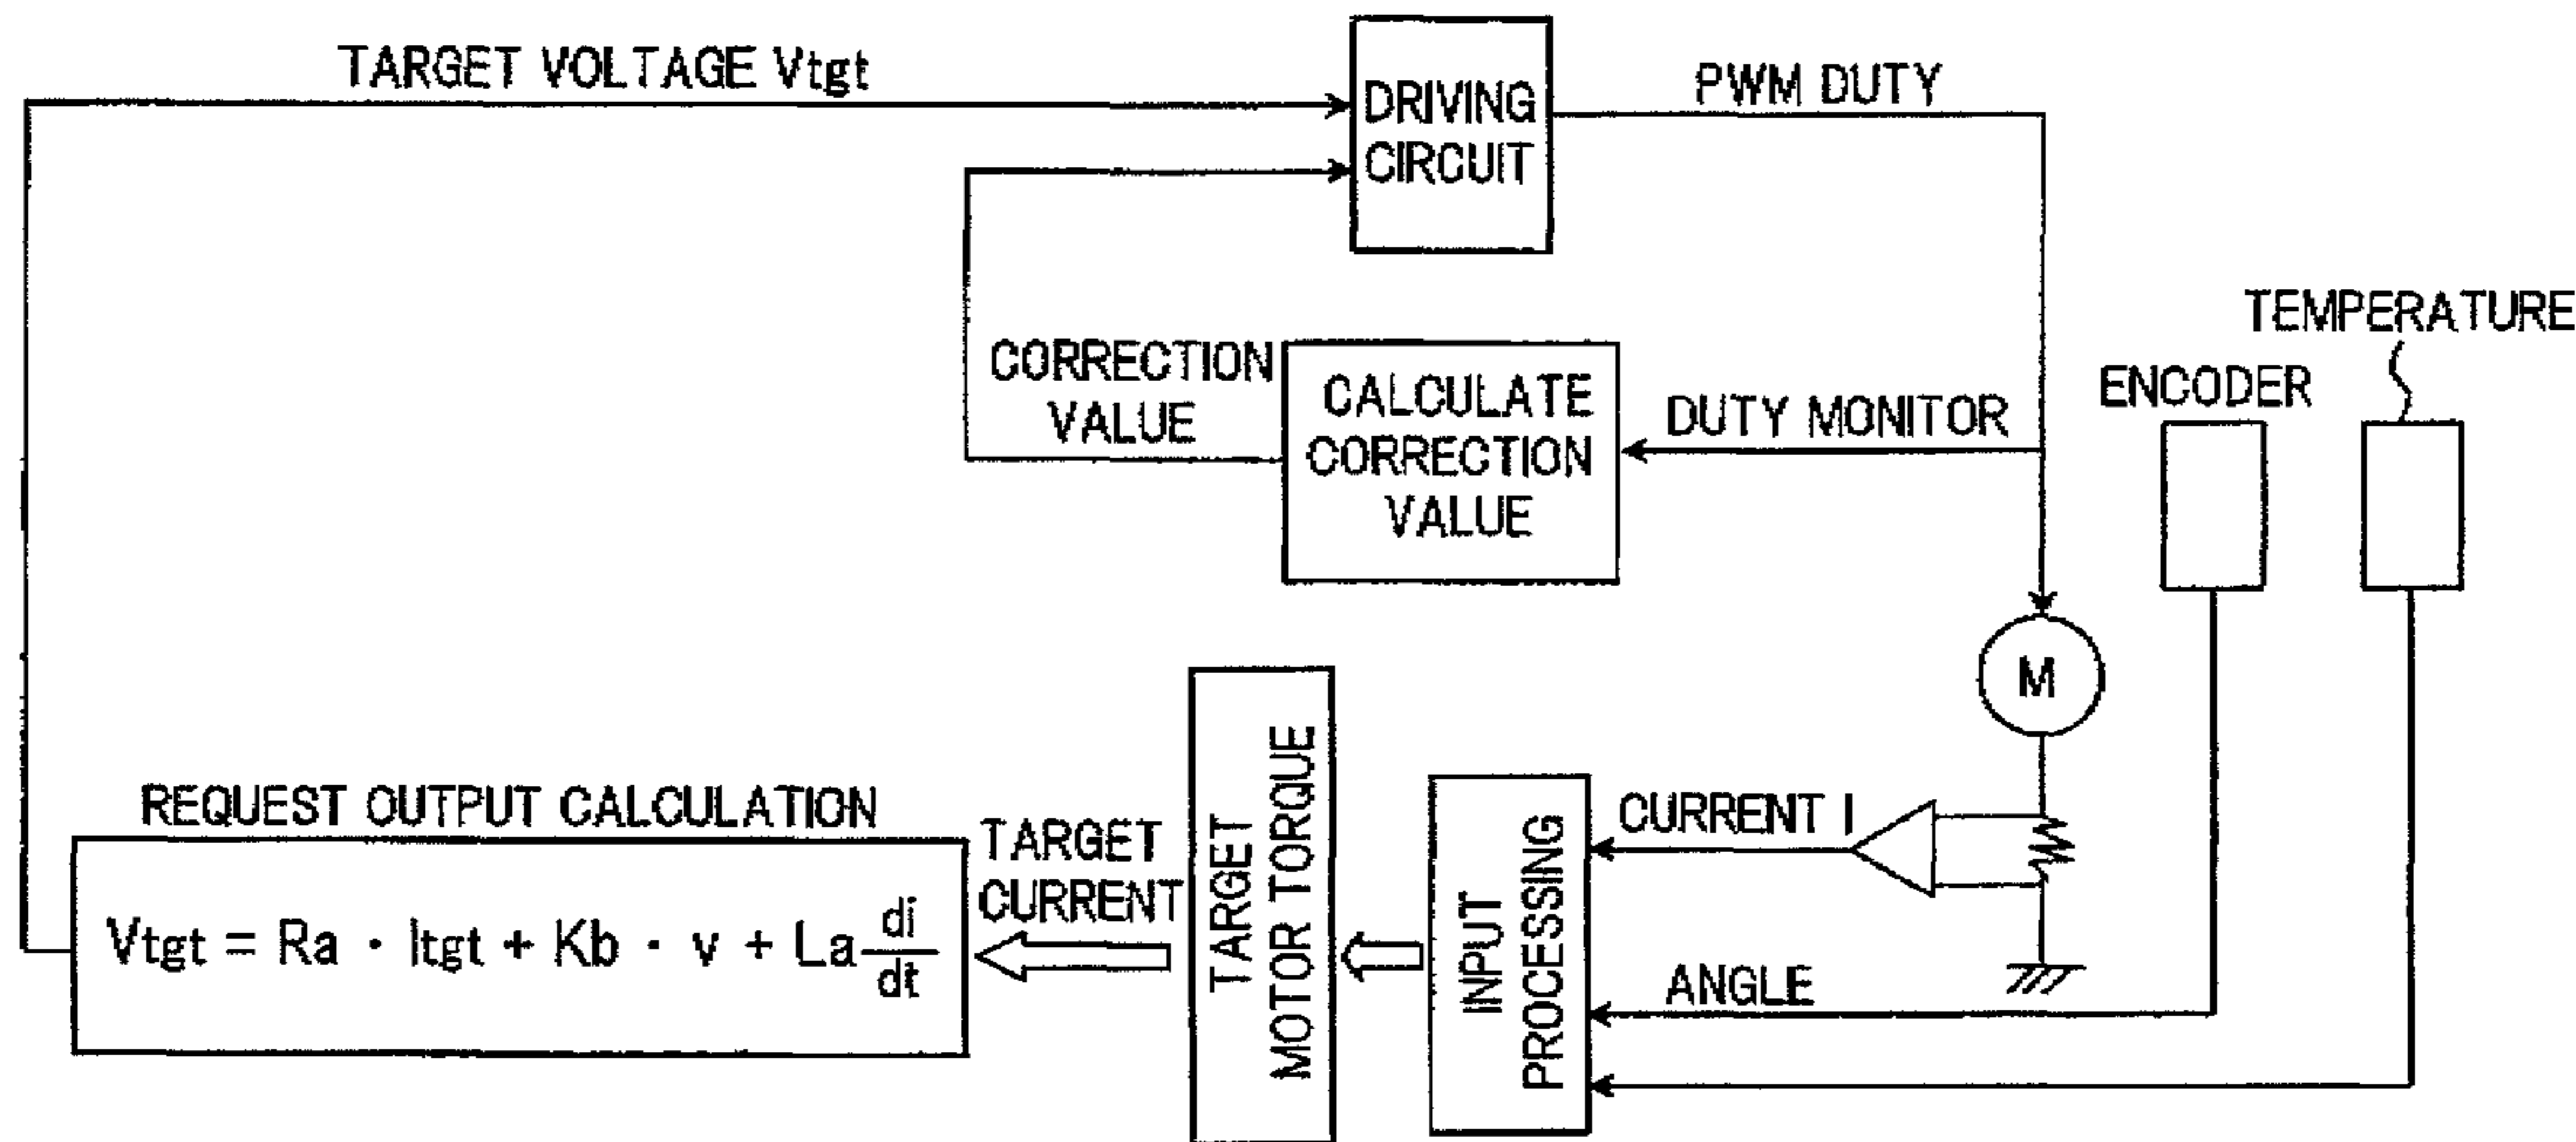 TARGET VOLTAGE Vtgt
DRIVING
CIRCUIT
PWM DUTY
TEMPERATURE
ENCODER
CORRECTION
VALUE
CALCULATE
CORRECTION
VALUE
DUTY MONITOR
M
REQUEST OUTPUT CALCULATION
Vtgt = Ra · Itgt + Kb · v + La di/dt
TARGET
CURRENT
TARGET
MOTOR TORQUE
INPUT
PROCESSING
CURRENT I
ANGLE